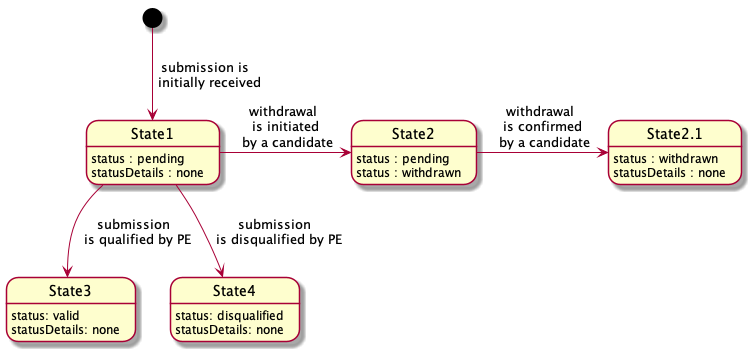 submission is
initially received
State1
status : pending
statusDetails : none
withdrawal
is initiated
by a candidate
State2
status : pending
status : withdrawn
withdrawal
is confirmed
by a candidate
State2.1
status : withdrawn
statusDetails : none
submission
is qualified by PE
submission
is disqualified by PE
State3
status: valid
statusDetails: none
State4
status: disqualified
statusDetails: none